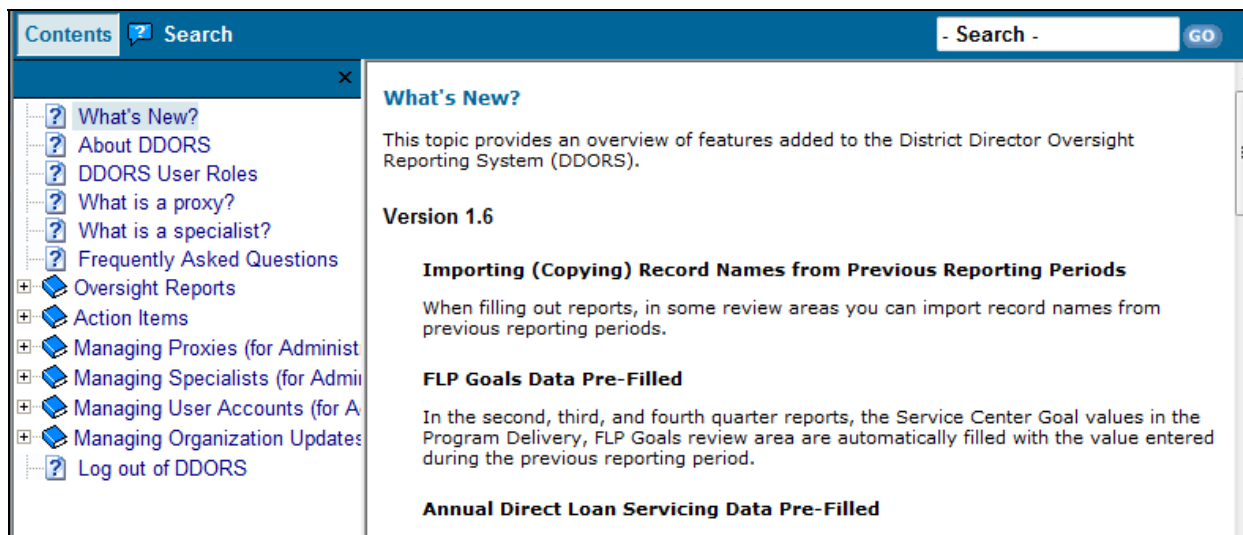 Contents Search - Search - GO
What's New?
About DDORS
DDORS User Roles
What is a proxy?
What is a specialist?
Frequently Asked Questions
Oversight Reports
Action Items
Managing Proxies (for Administ
Managing Specialists (for Admi
Managing User Accounts (for A
Managing Organization Updates
Log out of DDORS
What's New?
This topic provides an overview of features added to the District Director Oversight
Reporting System (DDORS).
Version 1.6
Importing (Copying) Record Names from Previous Reporting Periods
When filling out reports, in some review areas you can import record names from
previous reporting periods.
FLP Goals Data Pre-Filled
In the second, third, and fourth quarter reports, the Service Center Goal values in the
Program Delivery, FLP Goals review area are automatically filled with the value entered
during the previous reporting period.
Annual Direct Loan Servicing Data Pre-Filled